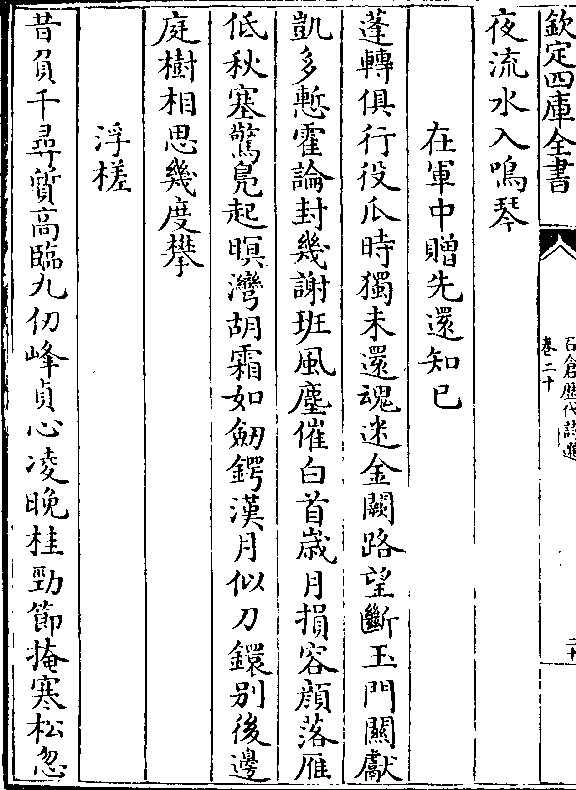 欽定四庫全書
石倉歷代詩選
卷二十
夜流水入鳴琴
在軍中贈先還知已
蓬轉俱行役瓜時獨未還魂迷金闕路望斷玉門關獻
凱多慙霍論封幾謝班風塵催白首歳月損容顔落雁
低秋塞驚鳧起暝灣胡霜如劒鍔漢月似刀鐶别後邊
庭樹相思幾度攀
浮槎
昔負千尋質高臨九仞峰貞心凌晩桂勁節掩寒松忽